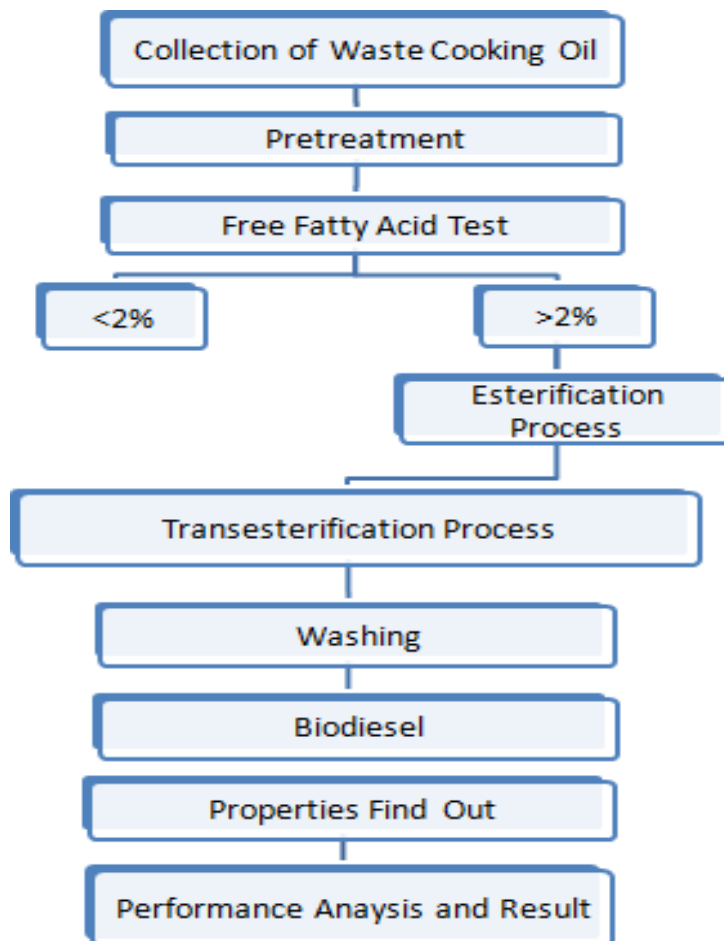 Collection of Waste Cooking Oil
Pretreatment
Free Fatty Acid Test
<2%
>2%
Esterification
Process
Transesterification Process
Washing
Biodiesel
Properties Find Out
Performance Anaysis and Result